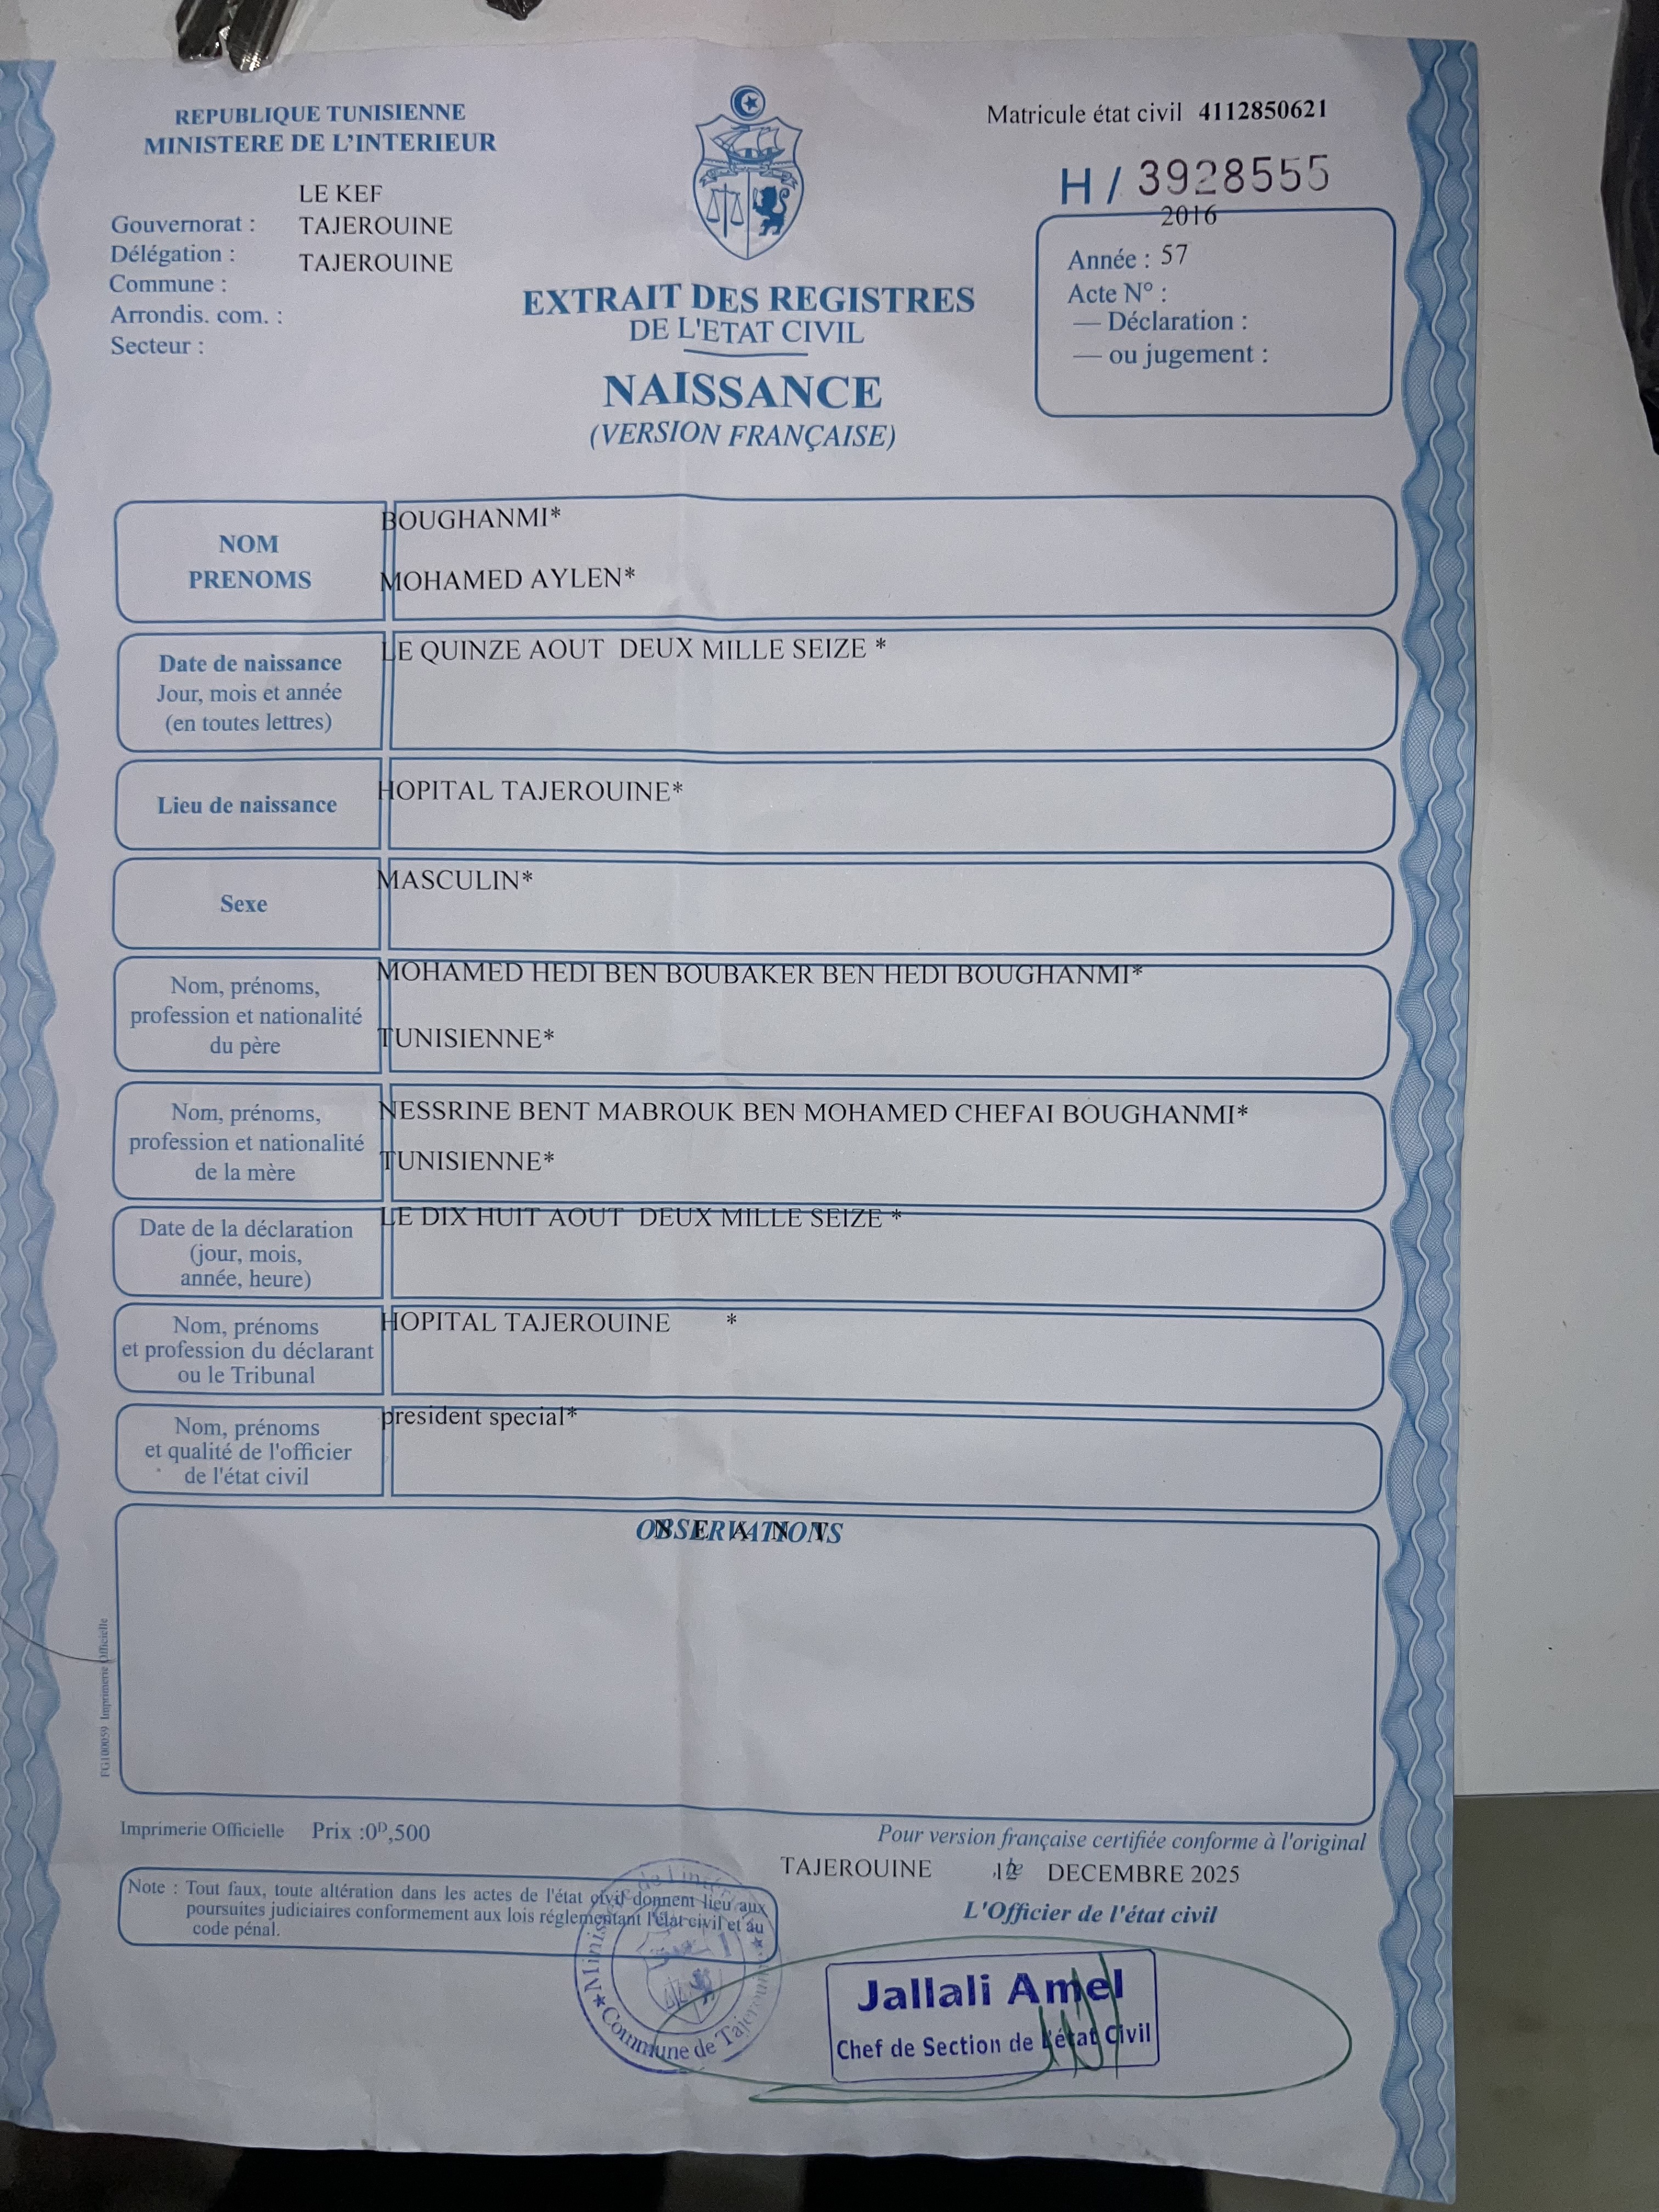 REPUBLIQUE TUNISIENNE
MINISTERE DE L'INTERIEUR
Matricule état civil 4112850621
H / 3928555
LE KEF
Gouvernorat : TAJEROUINE
Délégation : TAJEROUINE
Commune :
Arrondis. com. :
Secteur :
2016
Année : 57
Acte N° :
— Déclaration :
— ou jugement :
EXTRAIT DES REGISTRES
DE L'ETAT CIVIL
NAISSANCE
(VERSION FRANÇAISE)
NOM
PRENOMS
BOUGHANMI*
MOHAMED AYLEN*
Date de naissance
Jour, mois et année
(en toutes lettres)
LE QUINZE AOUT DEUX MILLE SEIZE *
Lieu de naissance
HOPITAL TAJEROUINE*
Sexe
MASCULIN*
Nom, prénoms,
profession et nationalité
du père
MOHAMED HEDI BEN BOUBAKER BEN HEDI BOUGHANMI*
TUNISIENNE*
Nom, prénoms,
profession et nationalité
de la mère
NESSRINE BENT MABROUK BEN MOHAMED CHEFAI BOUGHANMI*
TUNISIENNE*
Date de la déclaration
(jour, mois,
année, heure)
LE DIX HUIT AOUT DEUX MILLE SEIZE *
Nom, prénoms
et profession du déclarant
ou le Tribunal
HOPITAL TAJEROUINE *
Nom, prénoms
et qualité de l'officier
de l'état civil
president special*
OBSERVATIONS
N E A N T
FG100059 Imprimerie Officielle
Imprimerie Officielle Prix :0ᴰ,500
Pour version française certifiée conforme à l'original
TAJEROUINE DECEMBRE 2025
L'Officier de l'état civil
Note : Tout faux, toute altération dans les actes de l'état civil donnent lieu aux
poursuites judiciaires conformement aux lois réglementant l'état civil et au
code pénal.
Commune de Tajerouine
Jallali Amel
Chef de Section de l'état Civil